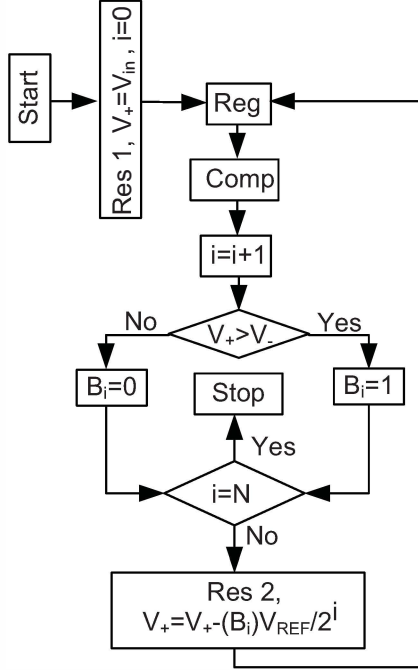 Start
Res 1, V₊=Vᵢₙ , i=0
Reg
Comp
i=i+1
V₊>V₋
No
Yes
Bᵢ=0
Bᵢ=1
Stop
Yes
i=N
No
Res 2,
V₊=V₊-(Bᵢ)V_REF/2ⁱ